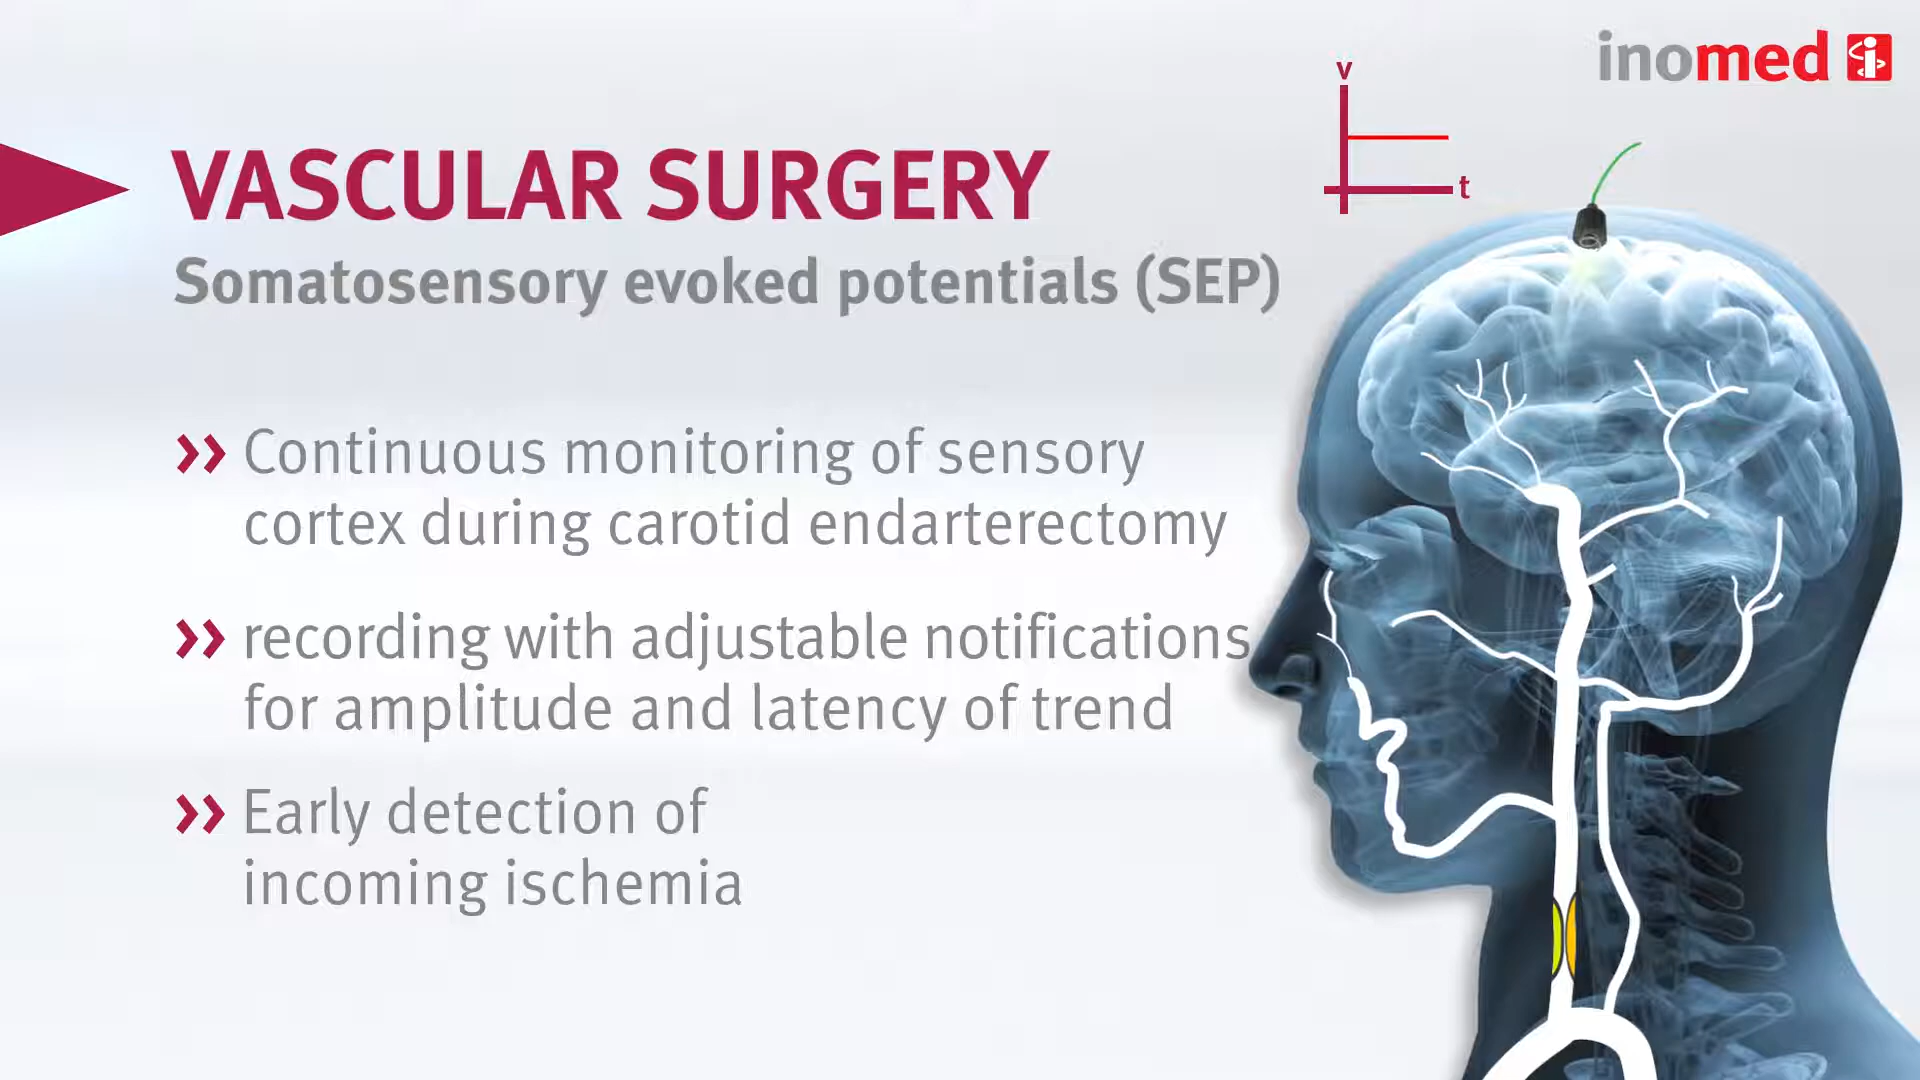 inomed
v
t
VASCULAR SURGERY
Somatosensory evoked potentials (SEP)
>> Continuous monitoring of sensory
cortex during carotid endarterectomy
>> recording with adjustable notifications
for amplitude and latency of trend
>> Early detection of
incoming ischemia